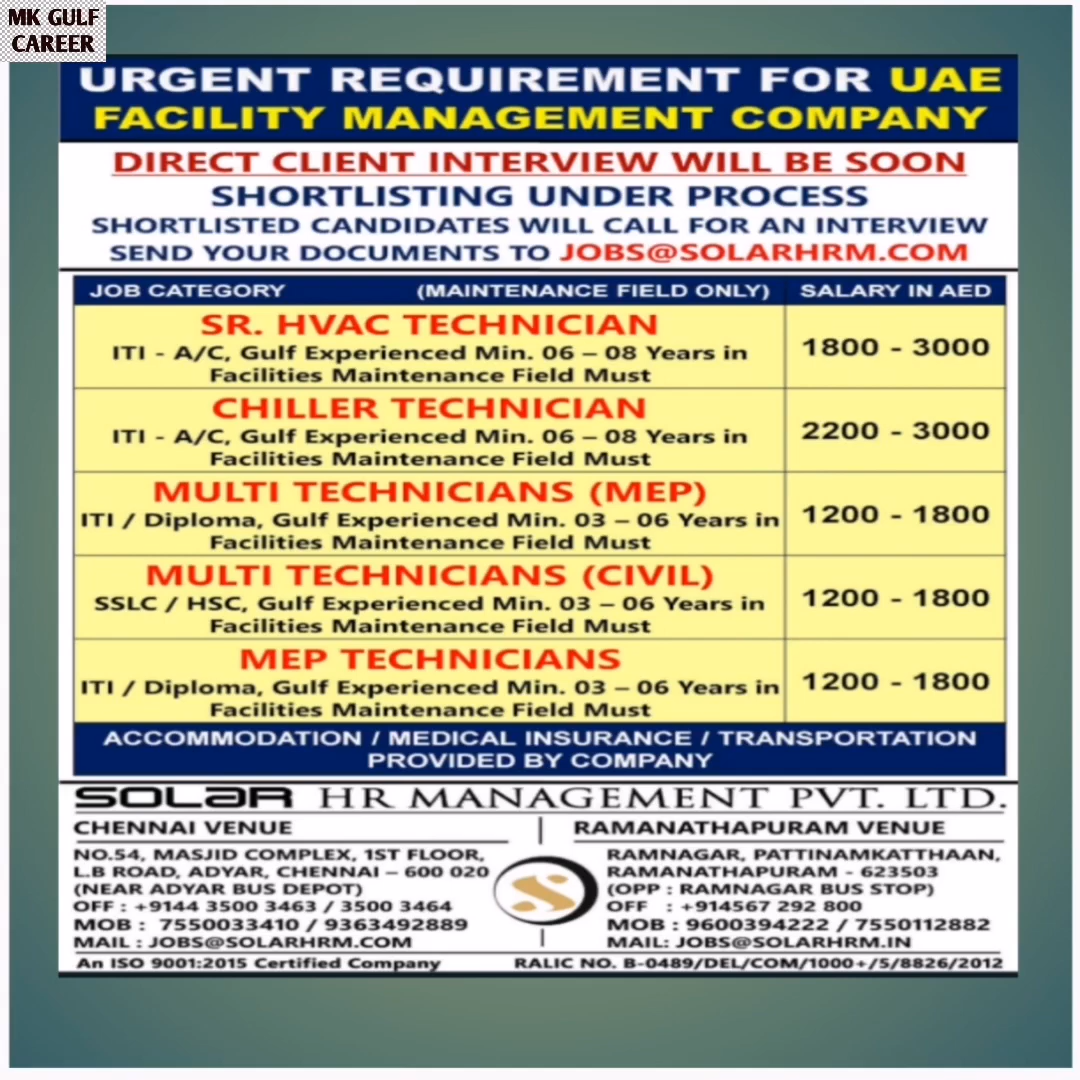 MK GULF
CAREER
URGENT REQUIREMENT FOR UAE
FACILITY MANAGEMENT COMPANY
DIRECT CLIENT INTERVIEW WILL BE SOON
SHORTLISTING UNDER PROCESS
SHORTLISTED CANDIDATES WILL CALL FOR AN INTERVIEW
SEND YOUR DOCUMENTS TO JOBS@SOLARHRM.COM
JOB CATEGORY (MAINTENANCE FIELD ONLY) SALARY IN AED
SR. HVAC TECHNICIAN
ITI - A/C, Gulf Experienced Min. 06 – 08 Years in
Facilities Maintenance Field Must
1800 - 3000
CHILLER TECHNICIAN
ITI - A/C, Gulf Experienced Min. 06 – 08 Years in
Facilities Maintenance Field Must
2200 - 3000
MULTI TECHNICIANS (MEP)
ITI / Diploma, Gulf Experienced Min. 03 – 06 Years in
Facilities Maintenance Field Must
1200 - 1800
MULTI TECHNICIANS (CIVIL)
SSLC / HSC, Gulf Experienced Min. 03 – 06 Years in
Facilities Maintenance Field Must
1200 - 1800
MEP TECHNICIANS
ITI / Diploma, Gulf Experienced Min. 03 – 06 Years in
Facilities Maintenance Field Must
1200 - 1800
ACCOMMODATION / MEDICAL INSURANCE / TRANSPORTATION
PROVIDED BY COMPANY
SOLAR HR MANAGEMENT PVT. LTD.
CHENNAI VENUE
NO.54, MASJID COMPLEX, 1ST FLOOR,
L.B ROAD, ADYAR, CHENNAI – 600 020
(NEAR ADYAR BUS DEPOT)
OFF : +9144 3500 3463 / 3500 3464
MOB : 7550033410 / 9363492889
MAIL : JOBS@SOLARHRM.COM
S
RAMANATHAPURAM VENUE
RAMNAGAR, PATTINAMKATTHAAN,
RAMANATHAPURAM - 623503
(OPP : RAMNAGAR BUS STOP)
OFF : +914567 292 800
MOB : 9600394222 / 7550112882
MAIL: JOBS@SOLARHRM.IN
An ISO 9001:2015 Certified Company
RALIC NO. B-0489/DEL/COM/1000+/5/8826/2012